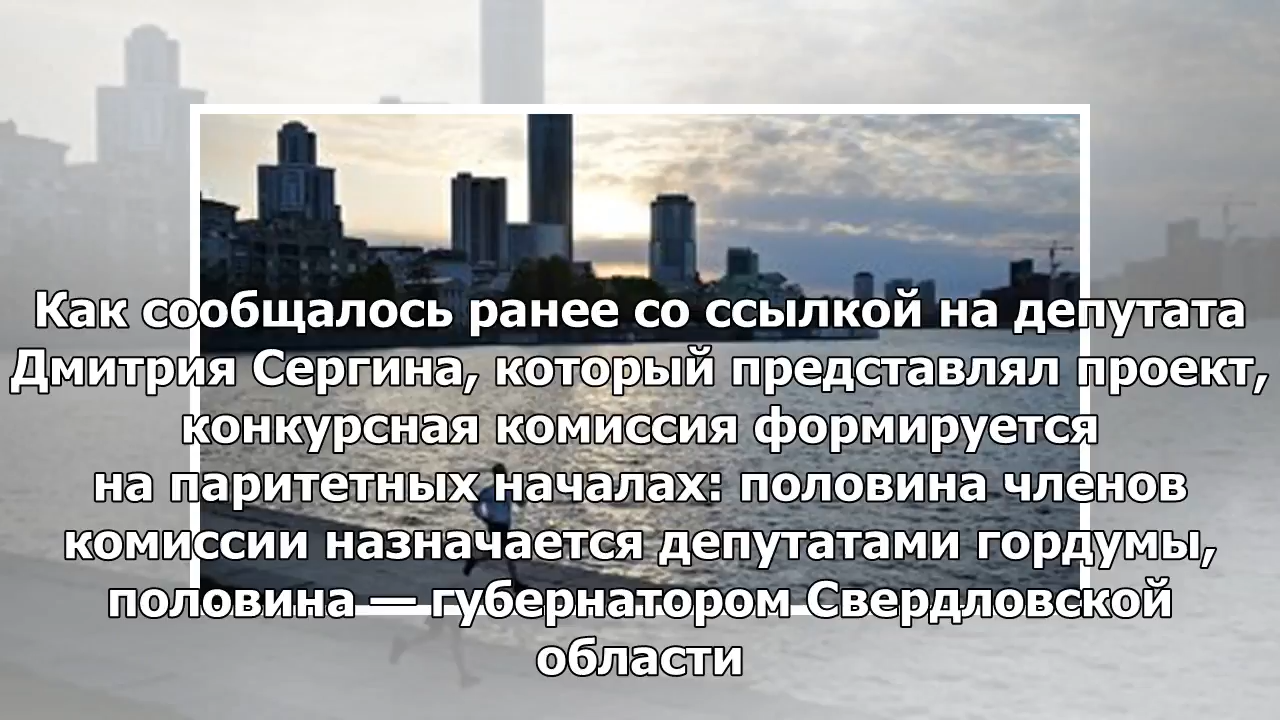 Как сообщалось ранее со ссылкой на депутата
Дмитрия Сергина, который представлял проект,
конкурсная комиссия формируется
на паритетных началах: половина членов
комиссии назначается депутатами гордумы,
половина — губернатором Свердловской
области